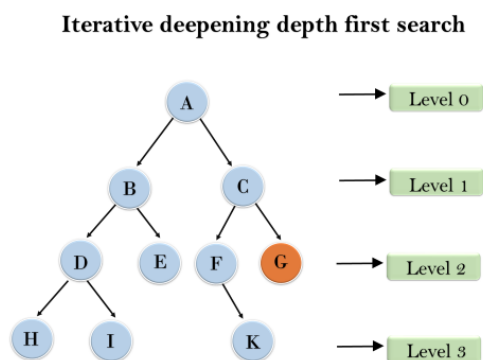 Iterative deepening depth first search
A
Level 0
B
C
Level 1
D
E
F
G
Level 2
H
I
K
Level 3